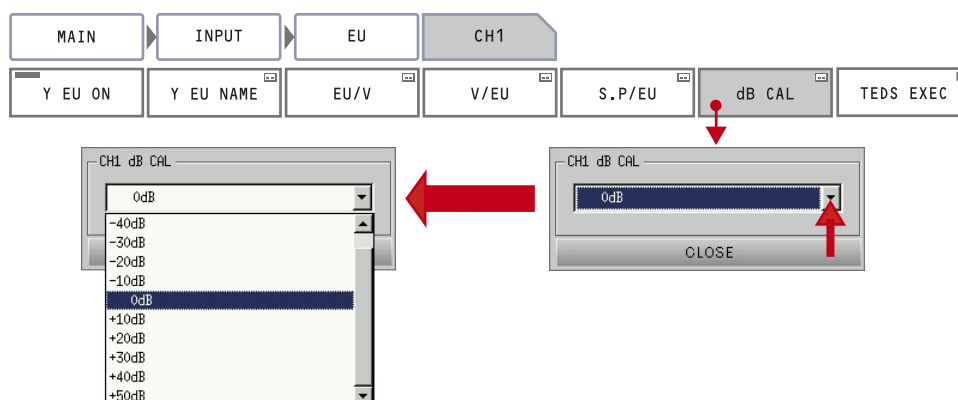 MAIN INPUT EU CH1
Y EU ON Y EU NAME EU/V V/EU S.P/EU dB CAL TEDS EXEC
CH1 dB CAL
0dB
-40dB
-30dB
-20dB
-10dB
0dB
+10dB
+20dB
+30dB
+40dB
+50dB
CH1 dB CAL
0dB
CLOSE